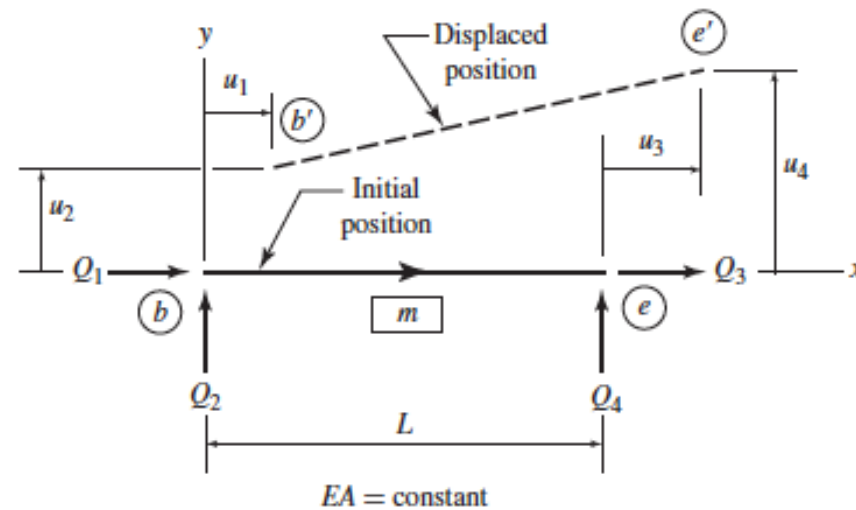 y
Displaced
position
e′
u1
b′
u3
u4
u2
Initial
position
Q1
Q3
x
b
m
e
Q2
Q4
L
EA = constant